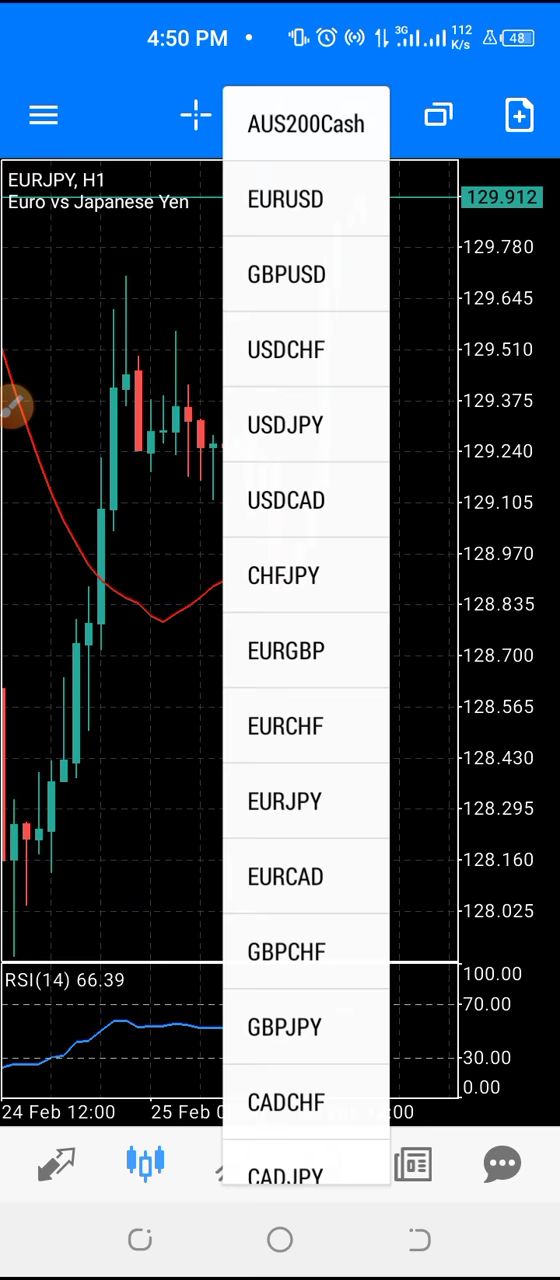 4:50 PM
3G
112
K/s
48
AUS200Cash
EURUSD
GBPUSD
USDCHF
USDJPY
USDCAD
CHFJPY
EURGBP
EURCHF
EURJPY
EURCAD
GBPCHF
GBPJPY
CADCHF
CADJPY
EURJPY, H1
Euro vs Japanese Yen
129.912
129.780
129.645
129.510
129.375
129.240
129.105
128.970
128.835
128.700
128.565
128.430
128.295
128.160
128.025
RSI(14) 66.39
100.00
70.00
30.00
0.00
24 Feb 12:00
25 Feb